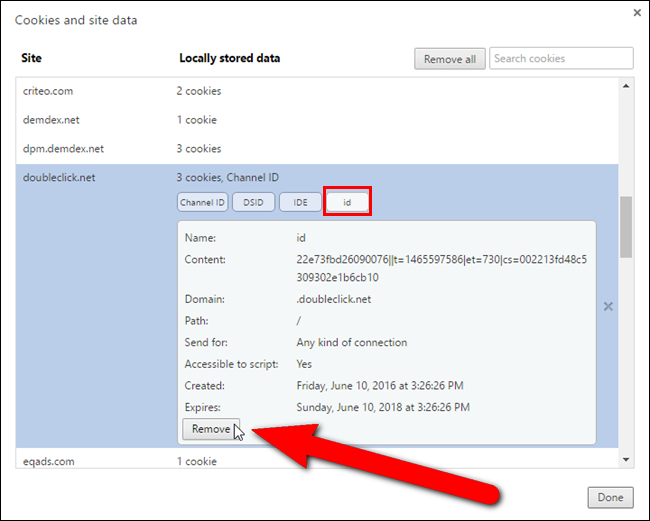 Cookies and site data
Site Locally stored data Remove all Search cookies
criteo.com 2 cookies
demdex.net 1 cookie
dpm.demdex.net 3 cookies
doubleclick.net 3 cookies, Channel ID
Channel ID DSID IDE id
Name: id
Content: 22e73fbd26090076||t=1465597586|et=730|cs=002213fd48c5
309302e1b6cb10
Domain: .doubleclick.net
Path: /
Send for: Any kind of connection
Accessible to script: Yes
Created: Friday, June 10, 2016 at 3:26:26 PM
Expires: Sunday, June 10, 2018 at 3:26:26 PM
Remove
eqads.com 1 cookie
Done